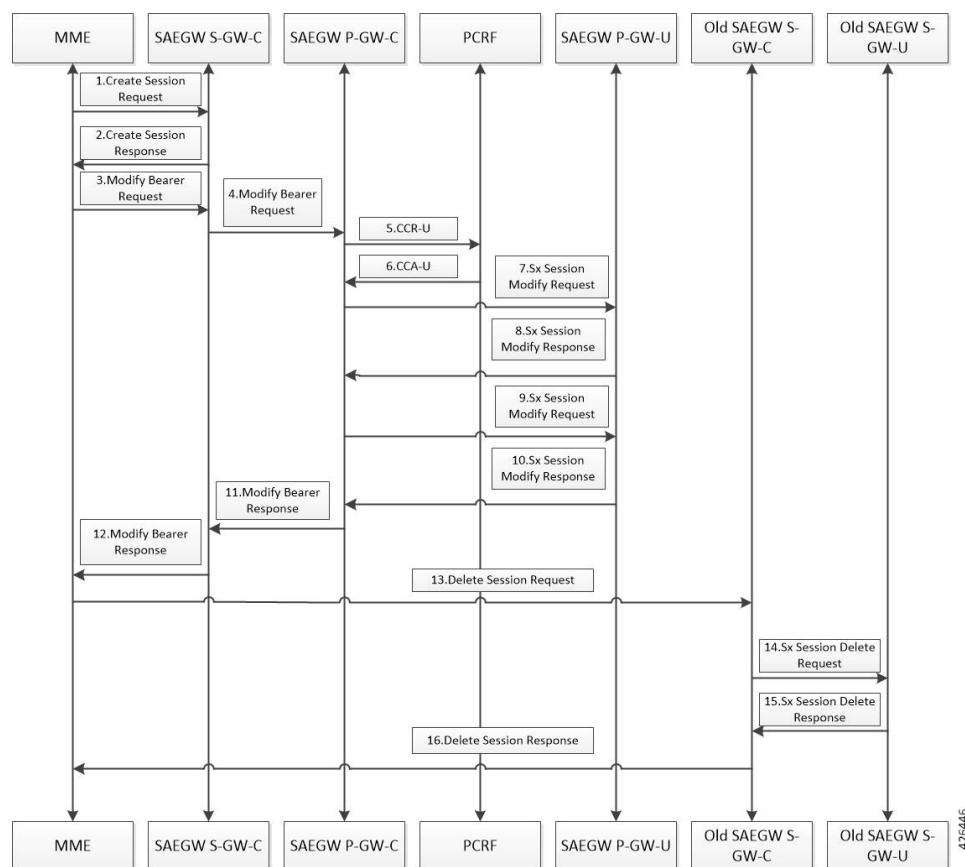 MME
SAEGW S-GW-C
SAEGW P-GW-C
PCRF
SAEGW P-GW-U
Old SAEGW S-
GW-C
Old SAEGW S-
GW-U
1.Create Session
Request
2.Create Session
Response
3.Modify Bearer
Request
4.Modify Bearer
Request
5.CCR-U
6.CCA-U
7.Sx Session
Modify Request
8.Sx Session
Modify Response
9.Sx Session
Modify Request
10.Sx Session
Modify Response
11.Modify Bearer
Response
12.Modify Bearer
Response
13.Delete Session Request
14.Sx Session Delete
Request
15.Sx Session Delete
Response
16.Delete Session Response
MME
SAEGW S-GW-C
SAEGW P-GW-C
PCRF
SAEGW P-GW-U
Old SAEGW S-
GW-C
Old SAEGW S-
GW-U
426446